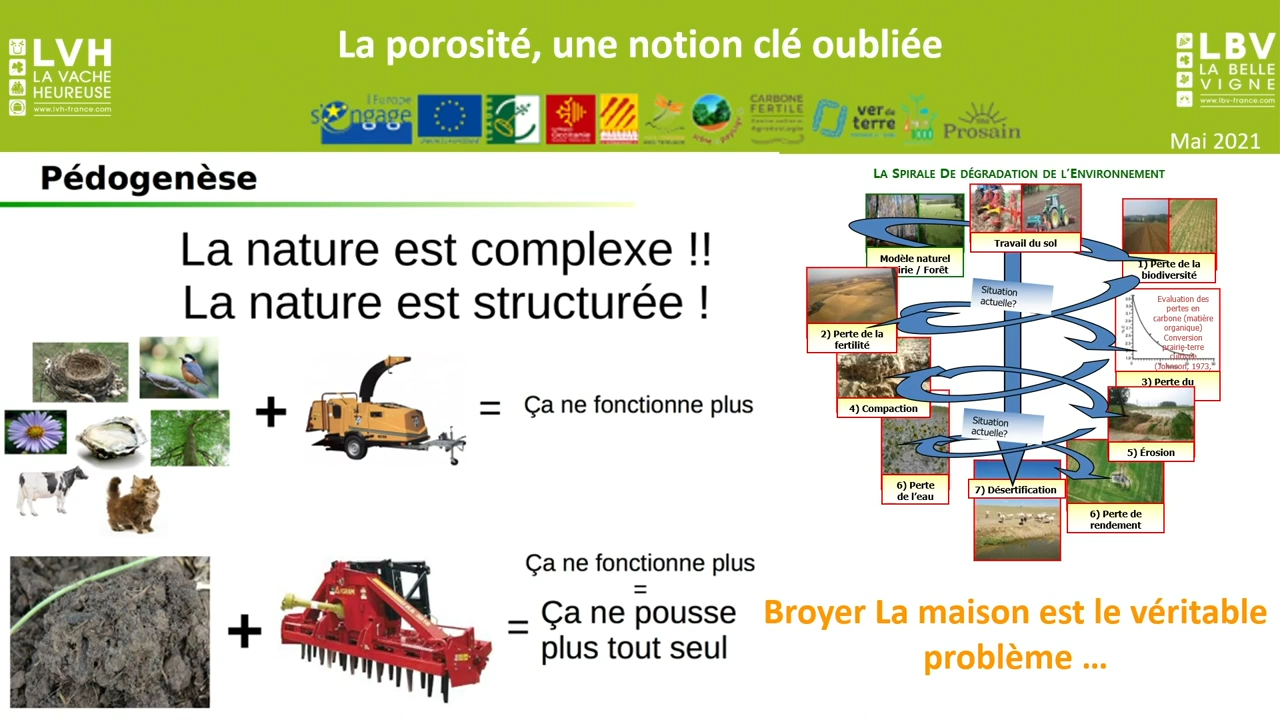 La porosité, une notion clé oubliée
LVH
LA VACHE
HEUREUSE
www.lvh-france.com
LBV
LA BELLE
VIGNE
www.lbv-france.com
l'Europe
s'engage
Occitanie
CARBONE
FERTILE
ver de
terre
Prosain
Mai 2021
Pédogenèse
La nature est complexe !!
La nature est structurée !
+
=
Ça ne fonctionne plus
+
=
Ça ne fonctionne plus
=
Ça ne pousse
plus tout seul
LA SPIRALE DE DÉGRADATION DE L'ENVIRONNEMENT
Travail du sol
Modèle naturel
irie / Forêt
1) Perte de la
biodiversité
Situation
actuelle?
2) Perte de la
fertilité
Evaluation des
pertes en
carbone (matière
organique)
Conversion
prairie-terre
(Johnson, 1973,
3) Perte du
4) Compaction
Situation
actuelle?
5) Érosion
6) Perte
de l'eau
7) Désertification
6) Perte de
rendement
Broyer La maison est le véritable
problème ...